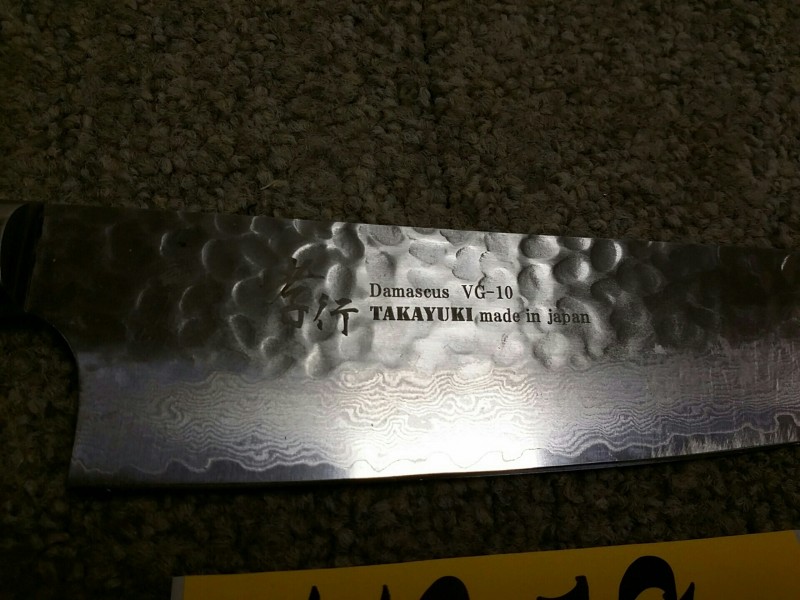 Damascus VG-10
孝行 TAKAYUKI made in japan